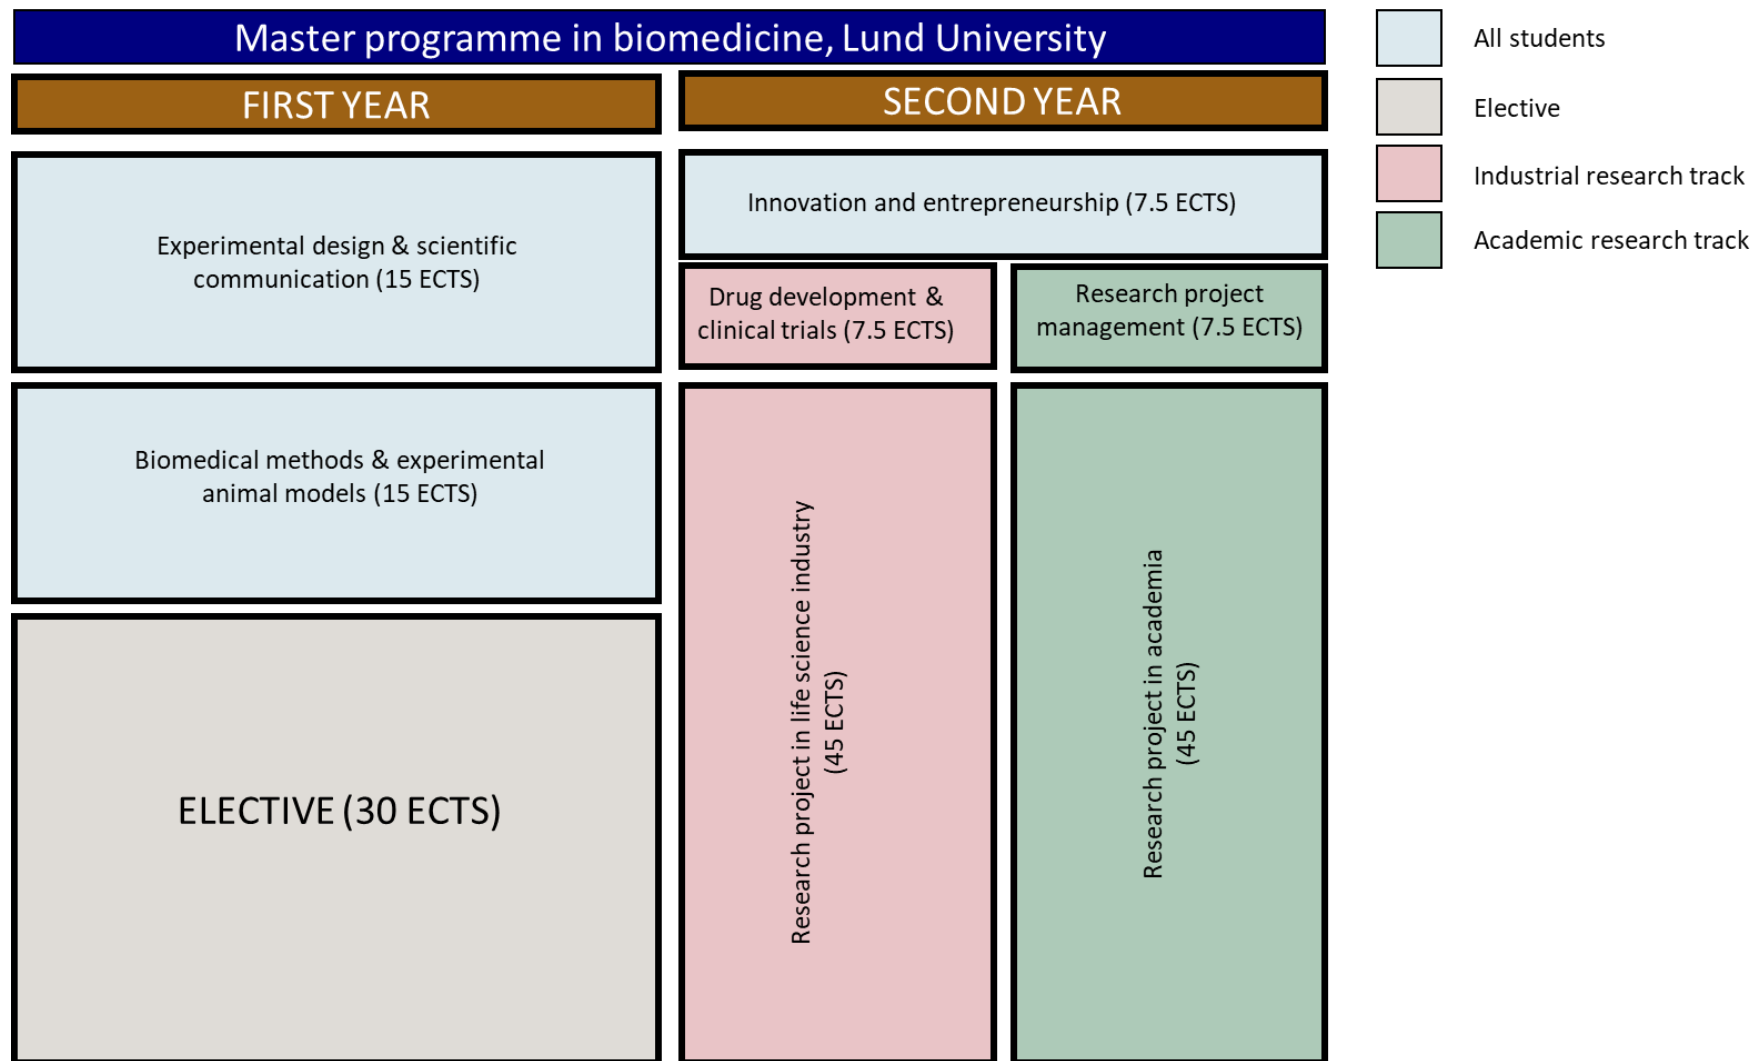 Master programme in biomedicine, Lund University
FIRST YEAR
SECOND YEAR
Experimental design & scientific
communication (15 ECTS)
Biomedical methods & experimental
animal models (15 ECTS)
ELECTIVE (30 ECTS)
Innovation and entrepreneurship (7.5 ECTS)
Drug development &
clinical trials (7.5 ECTS)
Research project
management (7.5 ECTS)
Research project in life science industry
(45 ECTS)
Research project in academia
(45 ECTS)
All students
Elective
Industrial research track
Academic research track